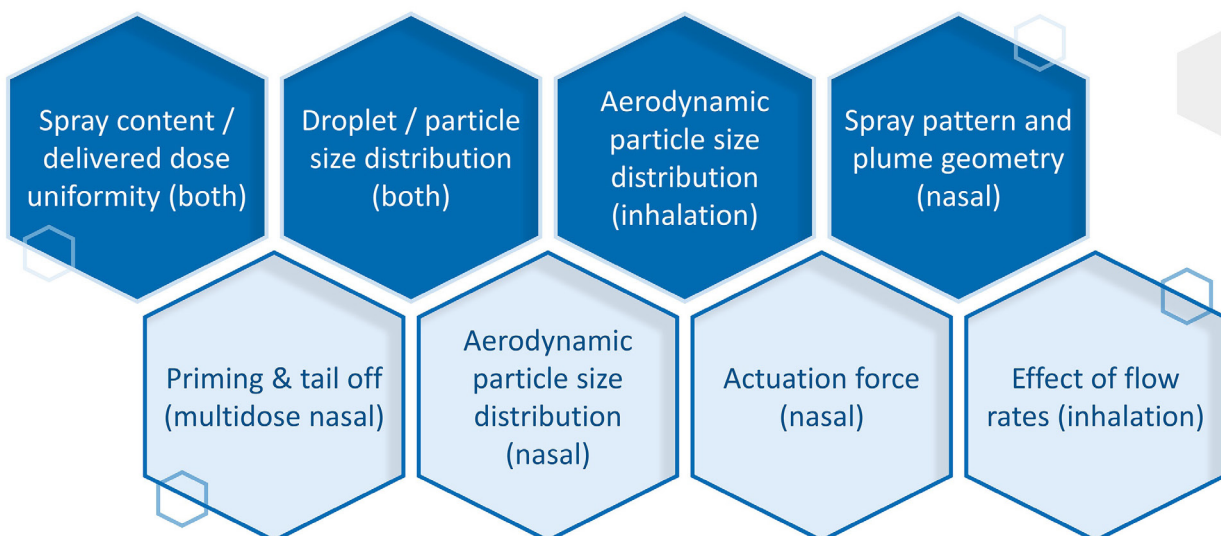 Spray content /
delivered dose
uniformity (both)
Droplet / particle
size distribution
(both)
Aerodynamic
particle size
distribution
(inhalation)
Spray pattern and
plume geometry
(nasal)
Priming & tail off
(multidose nasal)
Aerodynamic
particle size
distribution
(nasal)
Actuation force
(nasal)
Effect of flow
rates (inhalation)